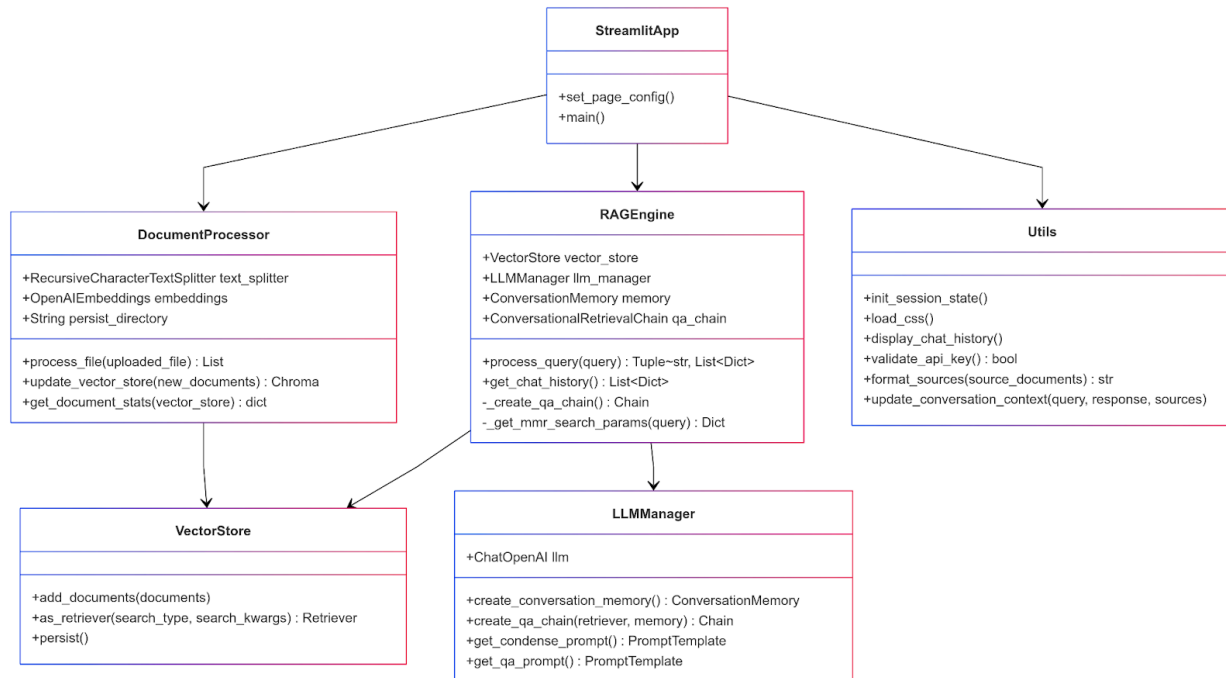 StreamlitApp
+set_page_config()
+main()
DocumentProcessor
+RecursiveCharacterTextSplitter text_splitter
+OpenAIEmbeddings embeddings
+String persist_directory
+process_file(uploaded_file) : List
+update_vector_store(new_documents) : Chroma
+get_document_stats(vector_store) : dict
RAGEngine
+VectorStore vector_store
+LLMManager llm_manager
+ConversationMemory memory
+ConversationalRetrievalChain qa_chain
+process_query(query) : Tuple~str, List<Dict>
+get_chat_history() : List<Dict>
-_create_qa_chain() : Chain
-_get_mmr_search_params(query) : Dict
Utils
+init_session_state()
+load_css()
+display_chat_history()
+validate_api_key() : bool
+format_sources(source_documents) : str
+update_conversation_context(query, response, sources)
VectorStore
+add_documents(documents)
+as_retriever(search_type, search_kwargs) : Retriever
+persist()
LLMManager
+ChatOpenAI llm
+create_conversation_memory() : ConversationMemory
+create_qa_chain(retriever, memory) : Chain
+get_condense_prompt() : PromptTemplate
+get_qa_prompt() : PromptTemplate